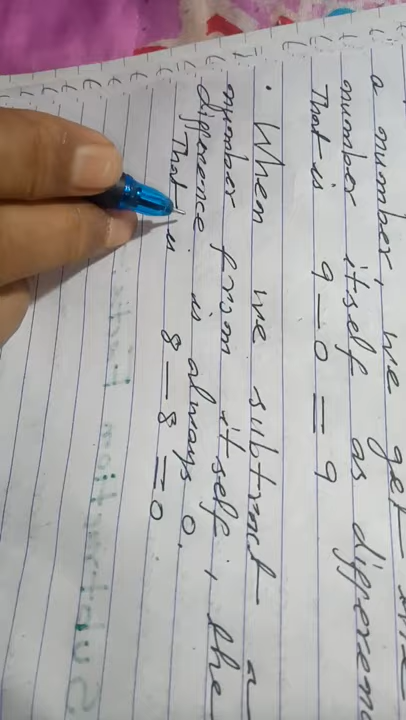 a number, we get the
number itself as differen
That is 9 - 0 = 9
• When we subtract a
number from itself, the
difference is always 0.
That is 8 - 8 = 0